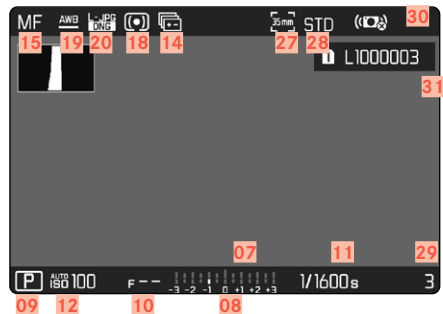 MF AWB L-JPG DNG 35mm STD 30
15 19 20 18 14 27 28
L1000003
31
07 11 29
P AUTO ISO 100 F-- -3 -2 -1 0 +1 +2 +3 1/1600s 3
09 12 10 08